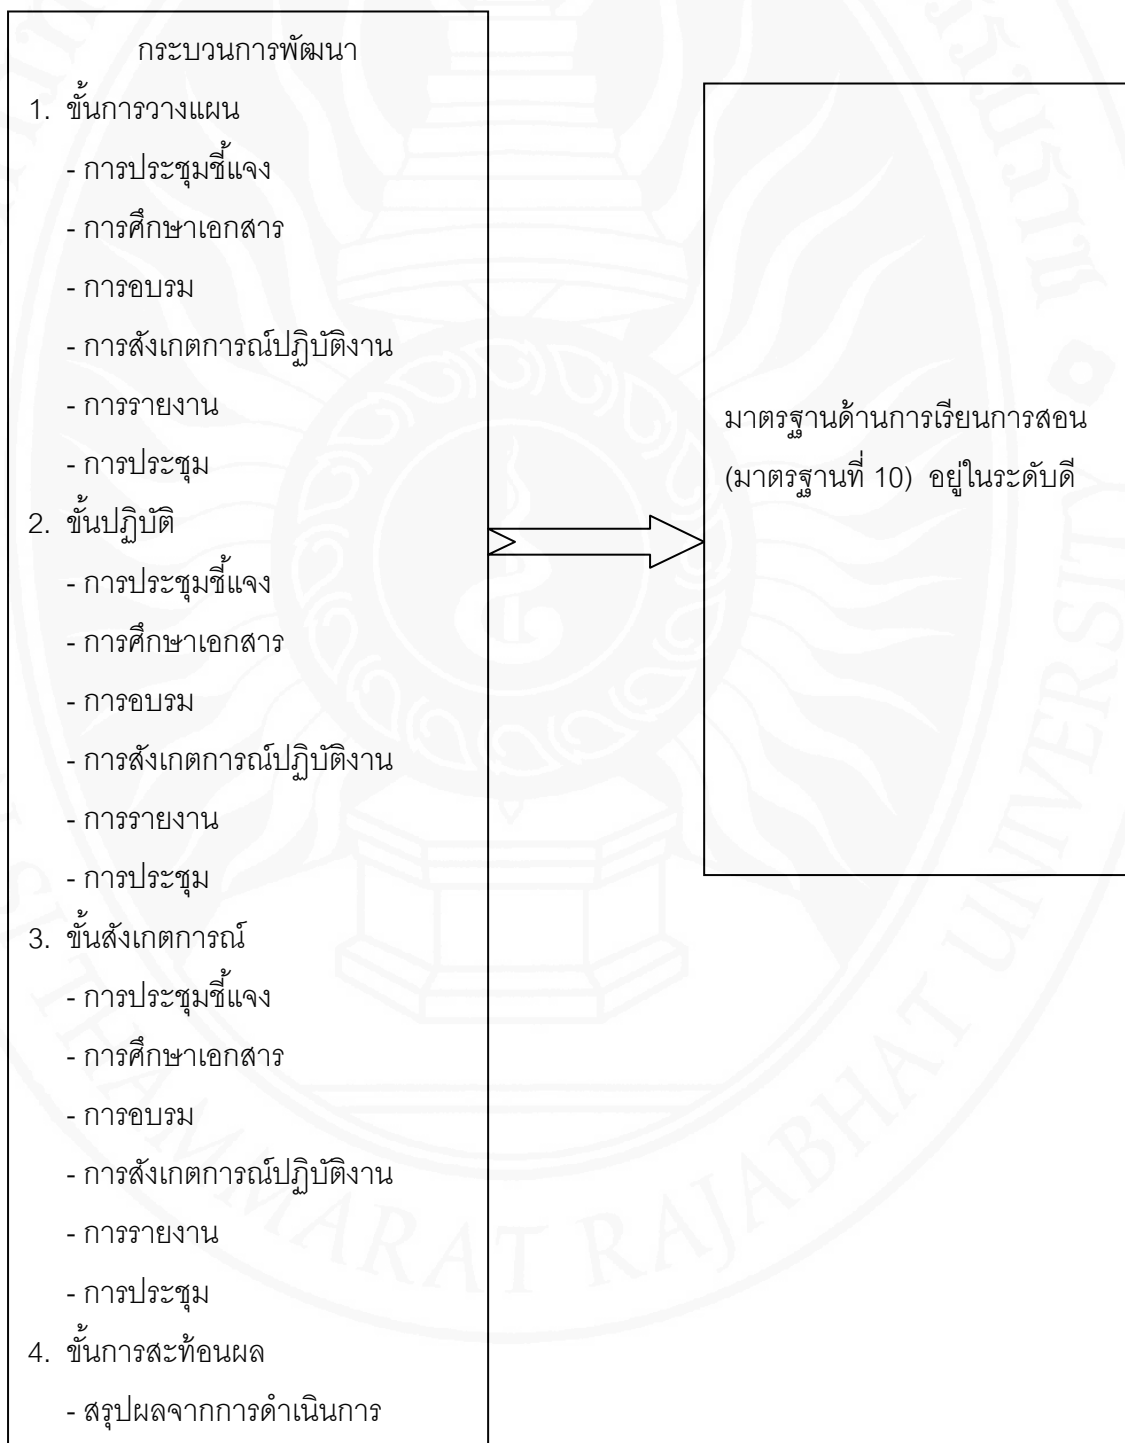 กระบวนการพัฒนา
1. ขั้นการวางแผน
- การประชุมชี้แจง
- การศึกษาเอกสาร
- การอบรม
- การสังเกตการณ์ปฏิบัติงาน
- การรายงาน
- การประชุม
2. ขั้นปฏิบัติ
- การประชุมชี้แจง
- การศึกษาเอกสาร
- การอบรม
- การสังเกตการณ์ปฏิบัติงาน
- การรายงาน
- การประชุม
3. ขั้นสังเกตการณ์
- การประชุมชี้แจง
- การศึกษาเอกสาร
- การอบรม
- การสังเกตการณ์ปฏิบัติงาน
- การรายงาน
- การประชุม
4. ขั้นการสะท้อนผล
- สรุปผลจากการดำเนินการ
มาตรฐานด้านการเรียนการสอน
(มาตรฐานที่ 10) อยู่ในระดับดี
THAMMARAT RAJABHAT UNIVERSITY